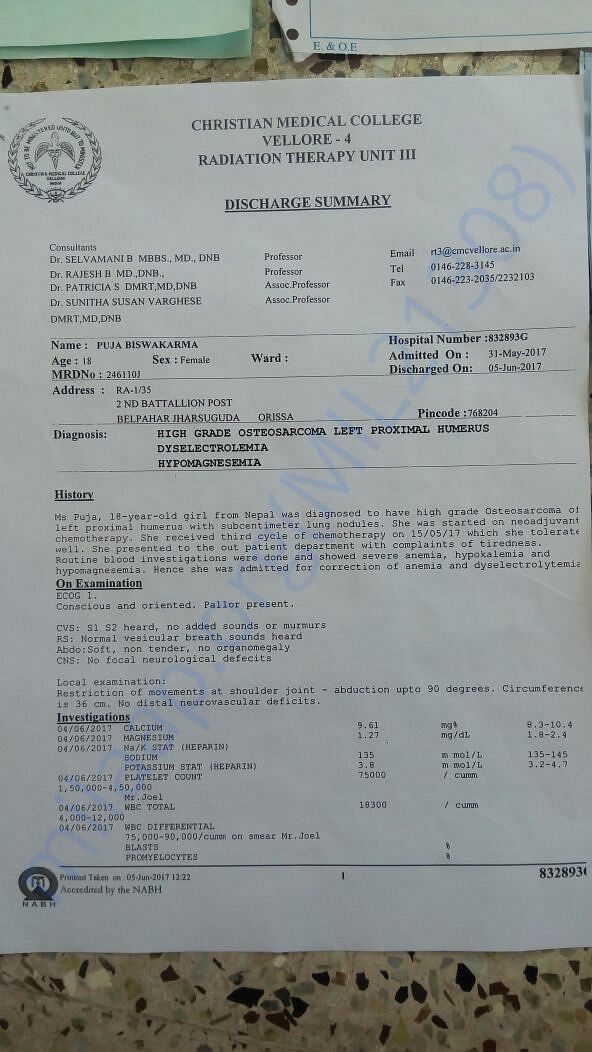 E. & O.E
CHRISTIAN MEDICAL COLLEGE
VELLORE - 4
RADIATION THERAPY UNIT III
NOT TO BE MINISTERED UNTO BUT TO MINISTER
CHRISTIAN MEDICAL COLLEGE
VELLORE
INDIA
DISCHARGE SUMMARY
Consultants
Dr. SELVAMANI B MBBS., MD., DNB Professor Email rt3@cmcvellore.ac.in
Dr. RAJESH B MD.,DNB., Professor Tel 0146-228-3145
Dr. PATRICIA S DMRT,MD,DNB Assoc.Professor Fax 0146-223-2035/2232103
Dr. SUNITHA SUSAN VARGHESE Assoc.Professor
DMRT,MD,DNB
Name : PUJA BISWAKARMA Hospital Number :832893G
Age : 18 Sex : Female Ward : Admitted On : 31-May-2017
MRDNo : 246110J Discharged On: 05-Jun-2017
Address : RA-1/35
2 ND BATTALLION POST
BELPAHAR JHARSUGUDA ORISSA Pincode :768204
Diagnosis: HIGH GRADE OSTEOSARCOMA LEFT PROXIMAL HUMERUS
DYSELECTROLEMIA
HYPOMAGNESEMIA
History
Ms Puja, 18-year-old girl from Nepal was diagnosed to have high grade Osteosarcoma of
left proximal humerus with subcentimeter lung nodules. She was started on neoadjuvant
chemotherapy. She received third cycle of chemotherapy on 15/05/17 which she tolerate
well. She presented to the out patient department with complaints of tiredness.
Routine blood investigations were done and showed severe anemia, hypokalemia and
hypomagnesemia. Hence she was admitted for correction of anemia and dyselectrolytemia
On Examination
ECOG 1.
Conscious and oriented. Pallor present.
CVS: S1 S2 heard, no added sounds or murmurs
RS: Normal vesicular breath sounds heard
Abdo:Soft, non tender, no organomegaly
CNS: No focal neurological defecits
Local examination:
Restriction of movements at shoulder joint - abduction upto 90 degrees. Circumference
is 36 cm. No distal neurovascular deficits.
Investigations
04/06/2017 CALCIUM 9.61 mg% 8.3-10.4
04/06/2017 MAGNESIUM 1.27 mg/dL 1.8-2.4
04/06/2017 Na/K STAT (HEPARIN)
SODIUM 135 m mol/L 135-145
POTASSIUM STAT (HEPARIN) 3.8 m mol/L 3.2-4.7
04/06/2017 PLATELET COUNT 75000 / cumm
1,50,000-4,50,000
Mr.Joel
04/06/2017 WBC TOTAL 18300 / cumm
4,000-12,000
04/06/2017 WBC DIFFERENTIAL
75,000-90,000/cumm on smear Mr.Joel
BLASTS %
PROMYELOCYTES %
Printout Taken on : 05-Jun-2017 12:22 1 832893G
Accredited by the NABH
NABH